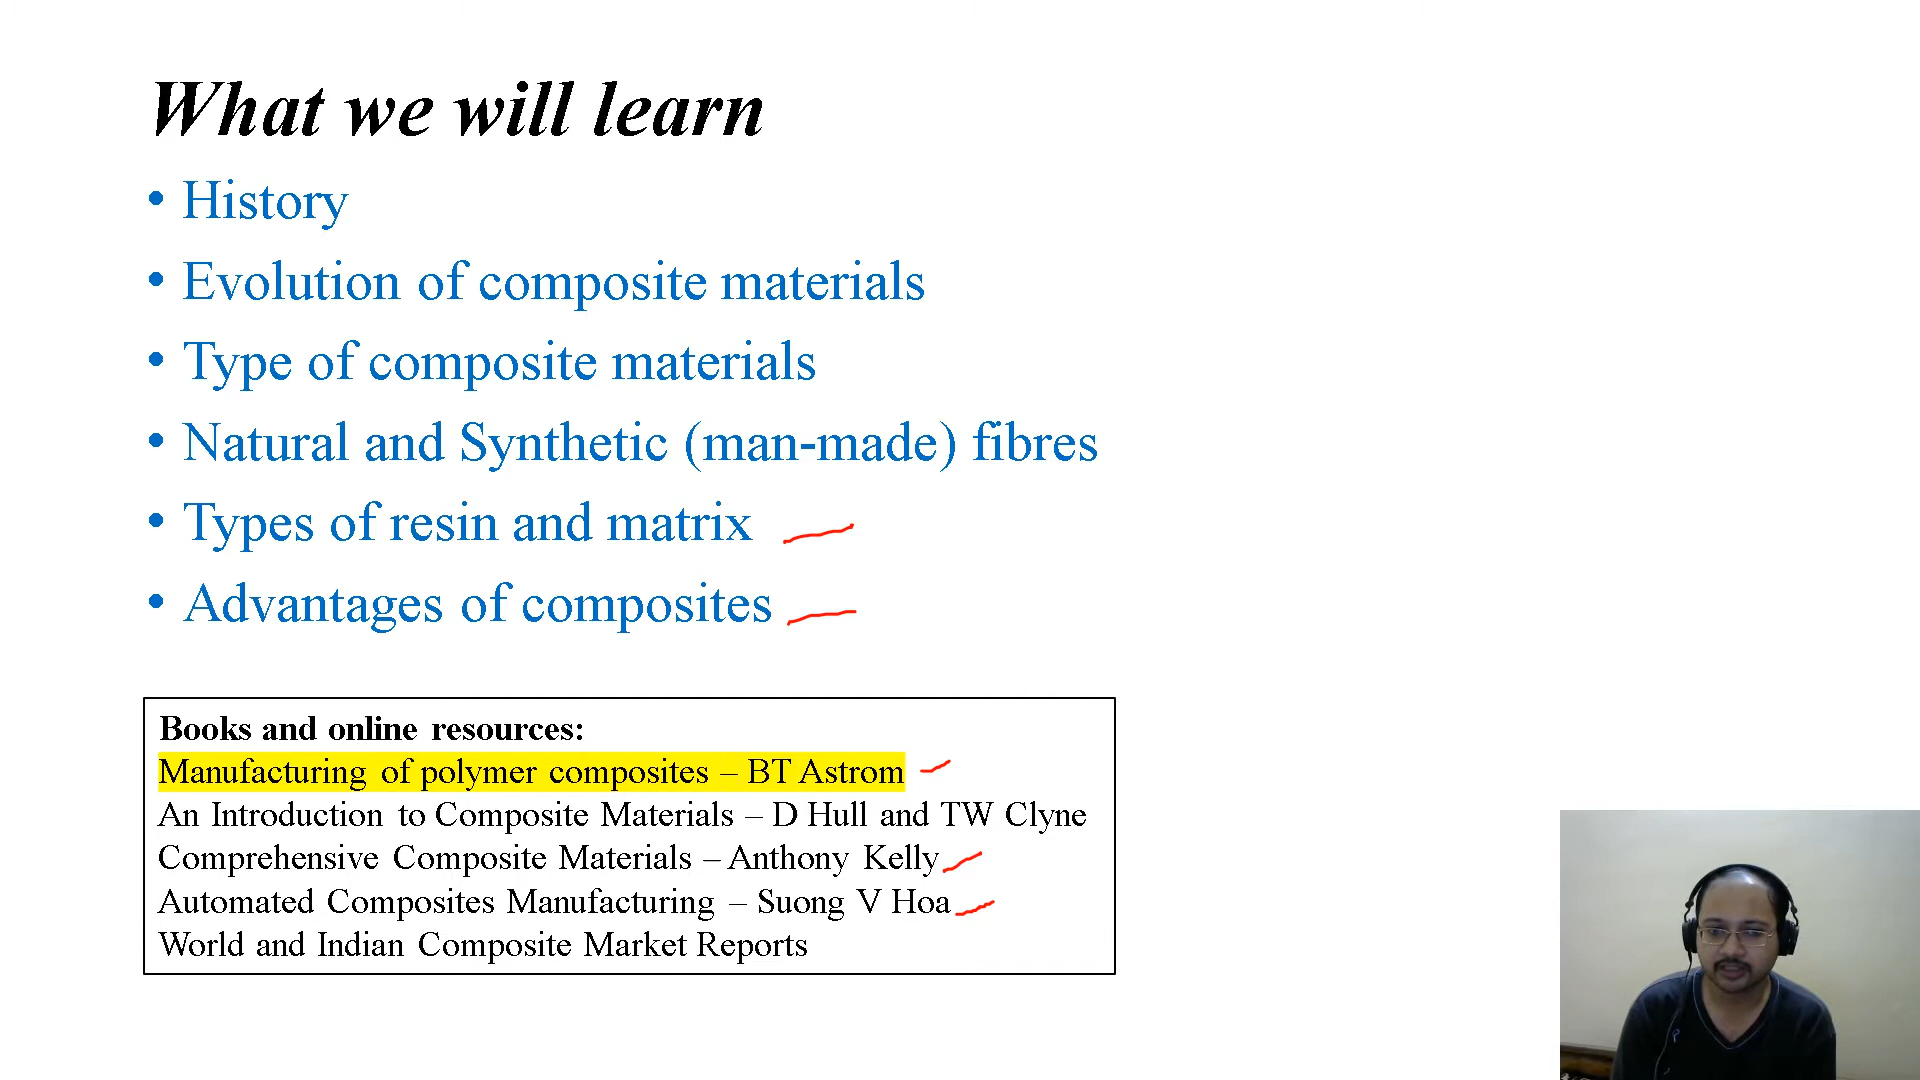 What we will learn
• History
• Evolution of composite materials
• Type of composite materials
• Natural and Synthetic (man-made) fibres
• Types of resin and matrix
• Advantages of composites
Books and online resources:
Manufacturing of polymer composites – BT Astrom
An Introduction to Composite Materials – D Hull and TW Clyne
Comprehensive Composite Materials – Anthony Kelly
Automated Composites Manufacturing – Suong V Hoa
World and Indian Composite Market Reports